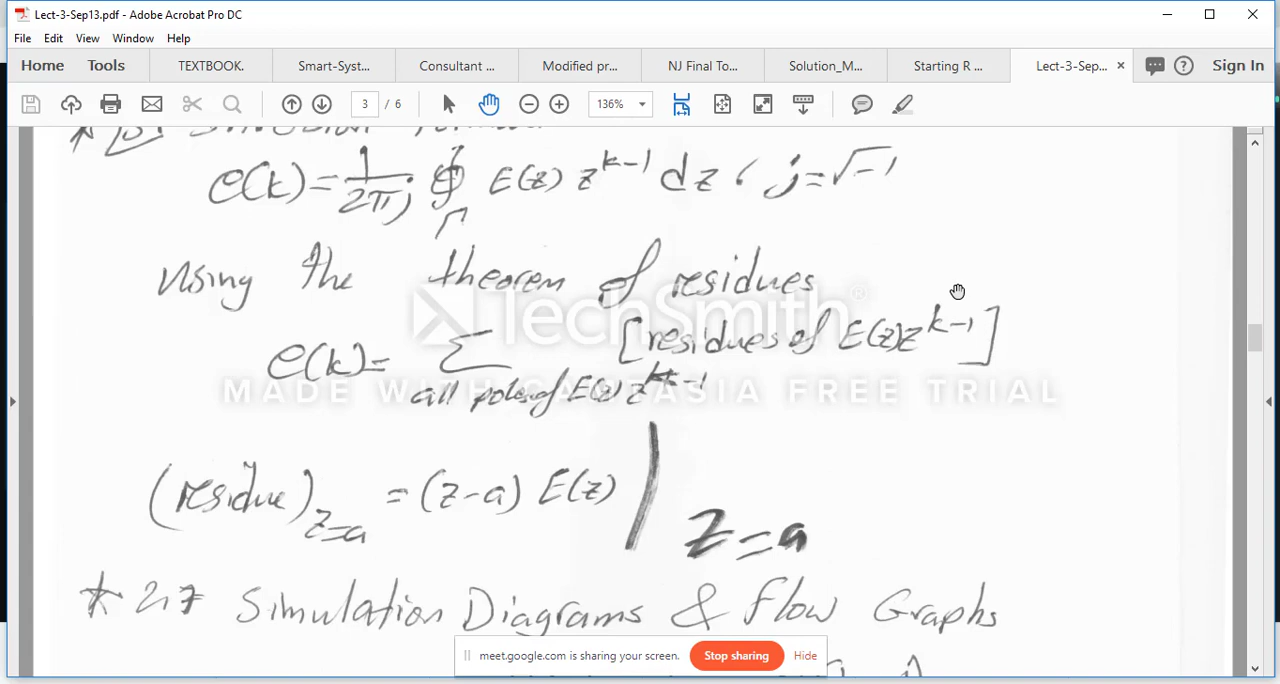 Lect-3-Sep13.pdf - Adobe Acrobat Pro DC
File Edit View Window Help
Home Tools TEXTBOOK. Smart-Syst... Consultant ... Modified pr... NJ Final To... Solution_M... Starting R ... Lect-3-Sep... × Sign In
3 / 6 136%
e(k)=1/2πj ∮Γ E(z) z^k-1 dz, j=√-1
Using the theorem of residues
e(k)= Σ [residues of E(z)z^k-1]
all poles of E(z) z^k-1
TechSmith®
MADE WITH CAMTASIA FREE TRIAL
(residue)z=a =(z-a) E(z) | z=a
* 2.7 Simulation Diagrams & Flow Graphs
meet.google.com is sharing your screen. Stop sharing Hide